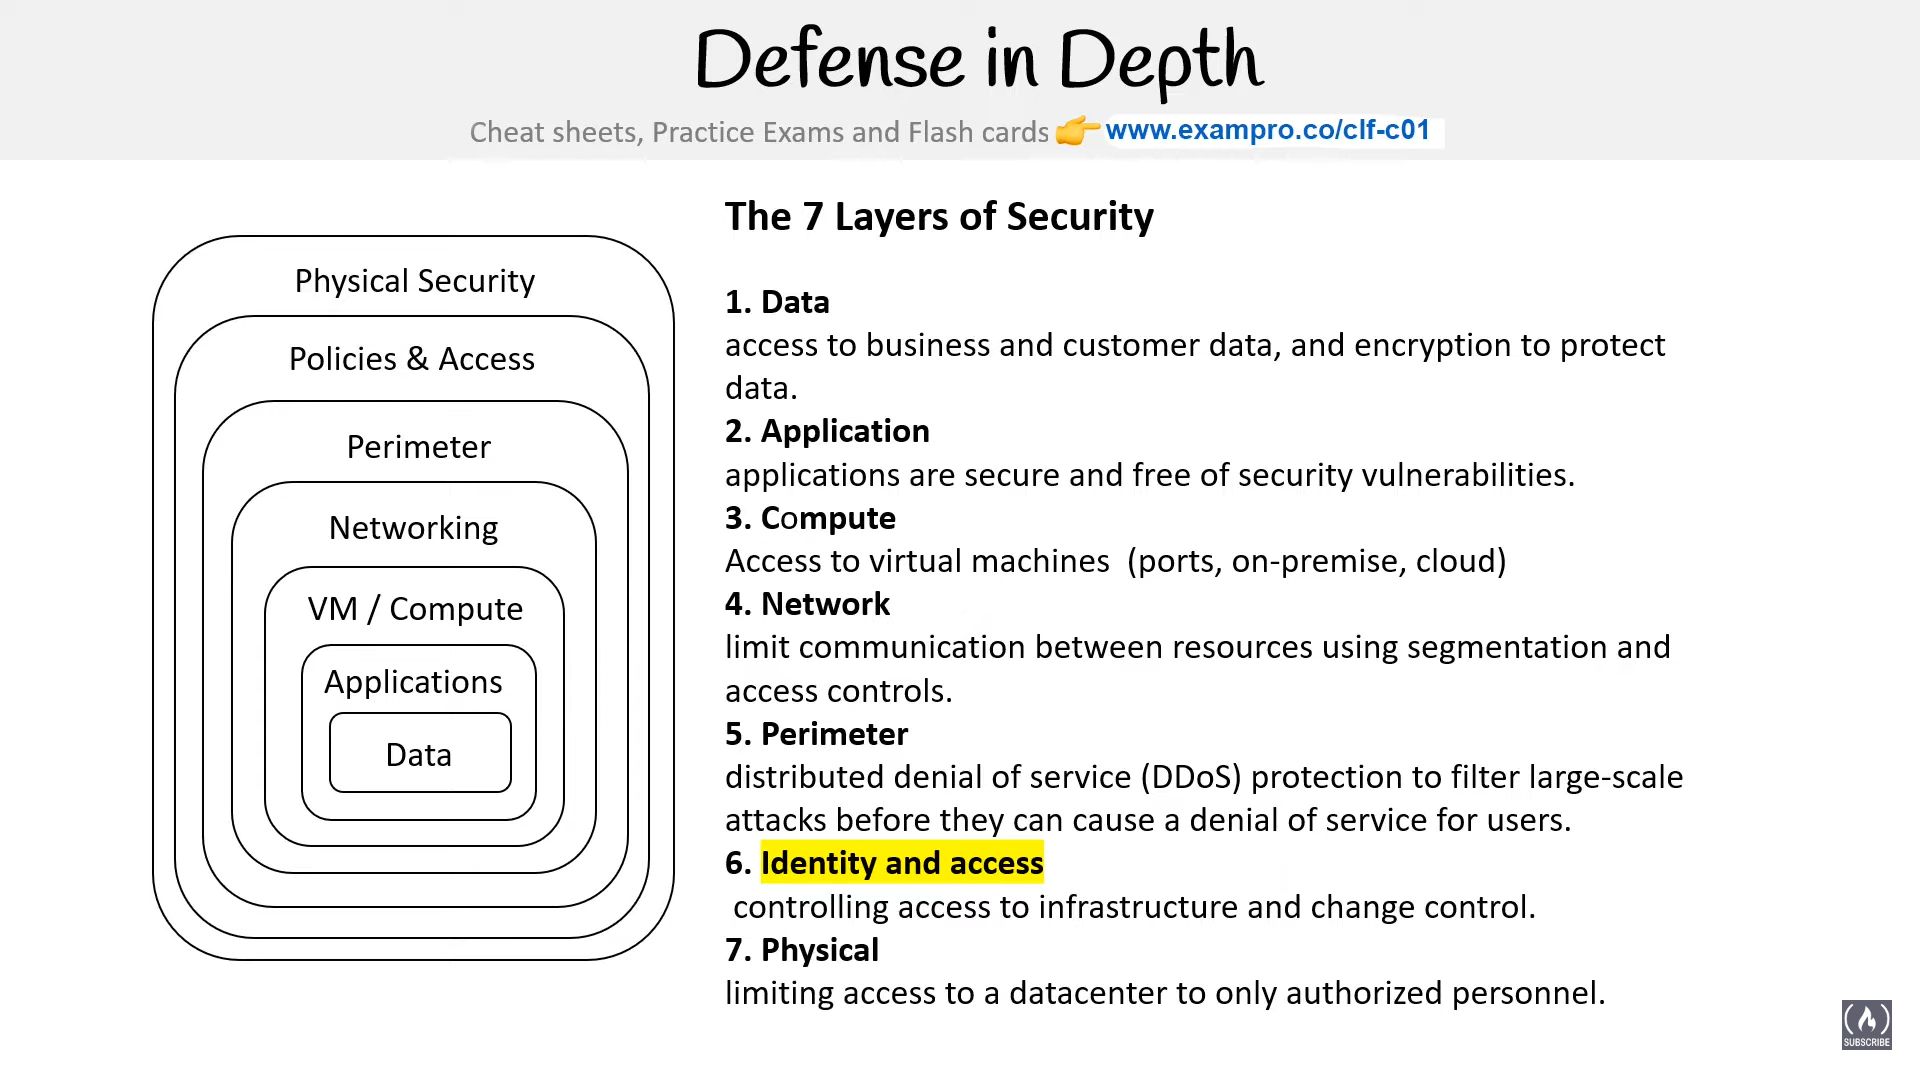 Defense in Depth
Cheat sheets, Practice Exams and Flash cards 👉 www.exampro.co/clf-c01
Physical Security
Policies & Access
Perimeter
Networking
VM / Compute
Applications
Data
The 7 Layers of Security
1. Data
access to business and customer data, and encryption to protect
data.
2. Application
applications are secure and free of security vulnerabilities.
3. Compute
Access to virtual machines  (ports, on-premise, cloud)
4. Network
limit communication between resources using segmentation and
access controls.
5. Perimeter
distributed denial of service (DDoS) protection to filter large-scale
attacks before they can cause a denial of service for users.
6. Identity and access
controlling access to infrastructure and change control.
7. Physical
limiting access to a datacenter to only authorized personnel.
SUBSCRIBE